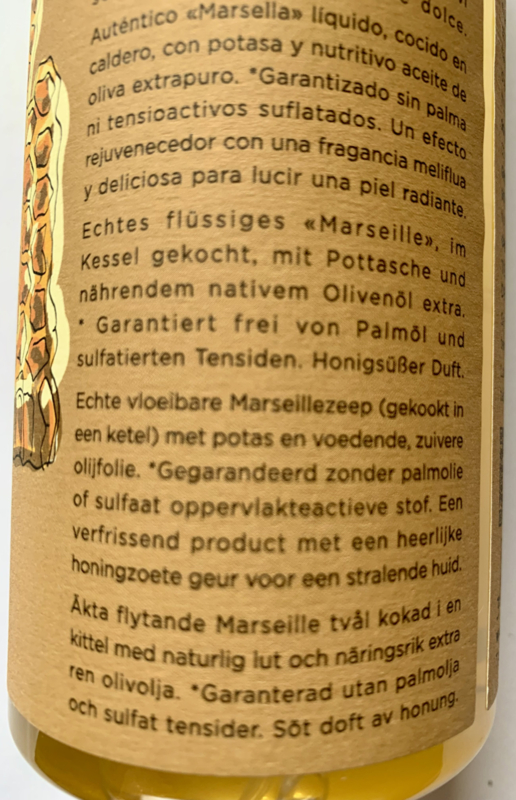 dolce.
Auténtico «Marsella» líquido, cocido en
caldero, con potasa y nutritivo aceite de
oliva extrapuro. *Garantizado sin palma
ni tensioactivos suflatados. Un efecto
rejuvenecedor con una fragancia meliflua
y deliciosa para lucir una piel radiante.
Echtes flüssiges «Marseille», im
Kessel gekocht, mit Pottasche und
nährendem nativem Olivenöl extra.
* Garantiert frei von Palmöl und
sulfatierten Tensiden. Honigsüßer Duft.
Echte vloeibare Marseillezeep (gekookt in
een ketel) met potas en voedende, zuivere
olijfolie. *Gegarandeerd zonder palmolie
of sulfaat oppervlakteactieve stof. Een
verfrissend product met een heerlijke
honingzoete geur voor een stralende huid.
Äkta flytande Marseille tvål kokad i en
kittel med naturlig lut och näringsrik extra
ren olivolja. *Garanterad utan palmolja
och sulfat tensider. Söt doft av honung.